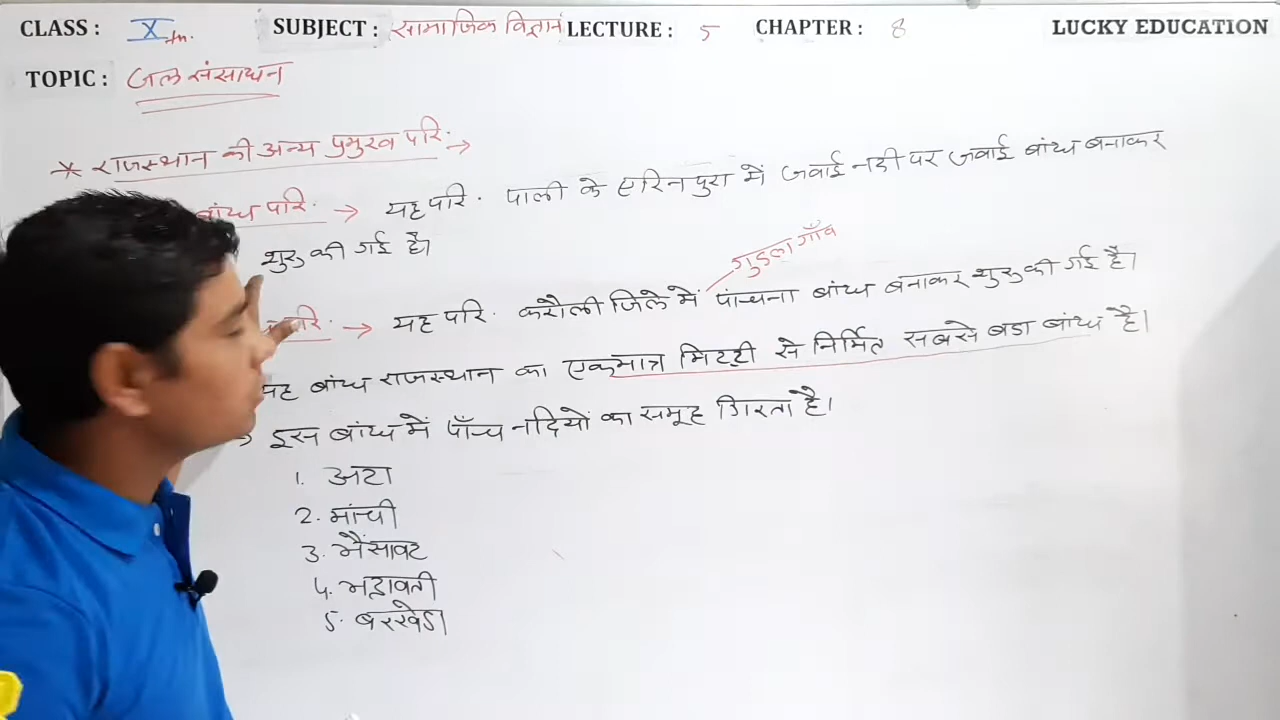 CLASS : X th. SUBJECT : सामाजिक विज्ञान LECTURE : 5 CHAPTER : 8 LUCKY EDUCATION
TOPIC : जल संसाधन
* राजस्थान की अन्य प्रमुख परि. →
बांध परि. → यह परि. पाली के एरिनपुरा में जवाई नदी पर जवाई बांध बनाकर
शुरु की गई है।
गुडला गाँव
परि. → यह परि. करौली जिले में पांचना बांध बनाकर शुरु की गई है।
यह बांध राजस्थान का एकमात्र मिट्टी से निर्मित सबसे बडा बांध है।
→ इस बांध में पाँच नदियों का समूह गिरता है।
1. अटा
2. मांची
3. भैंसावट
4. भद्रावती
5. बरखेडा